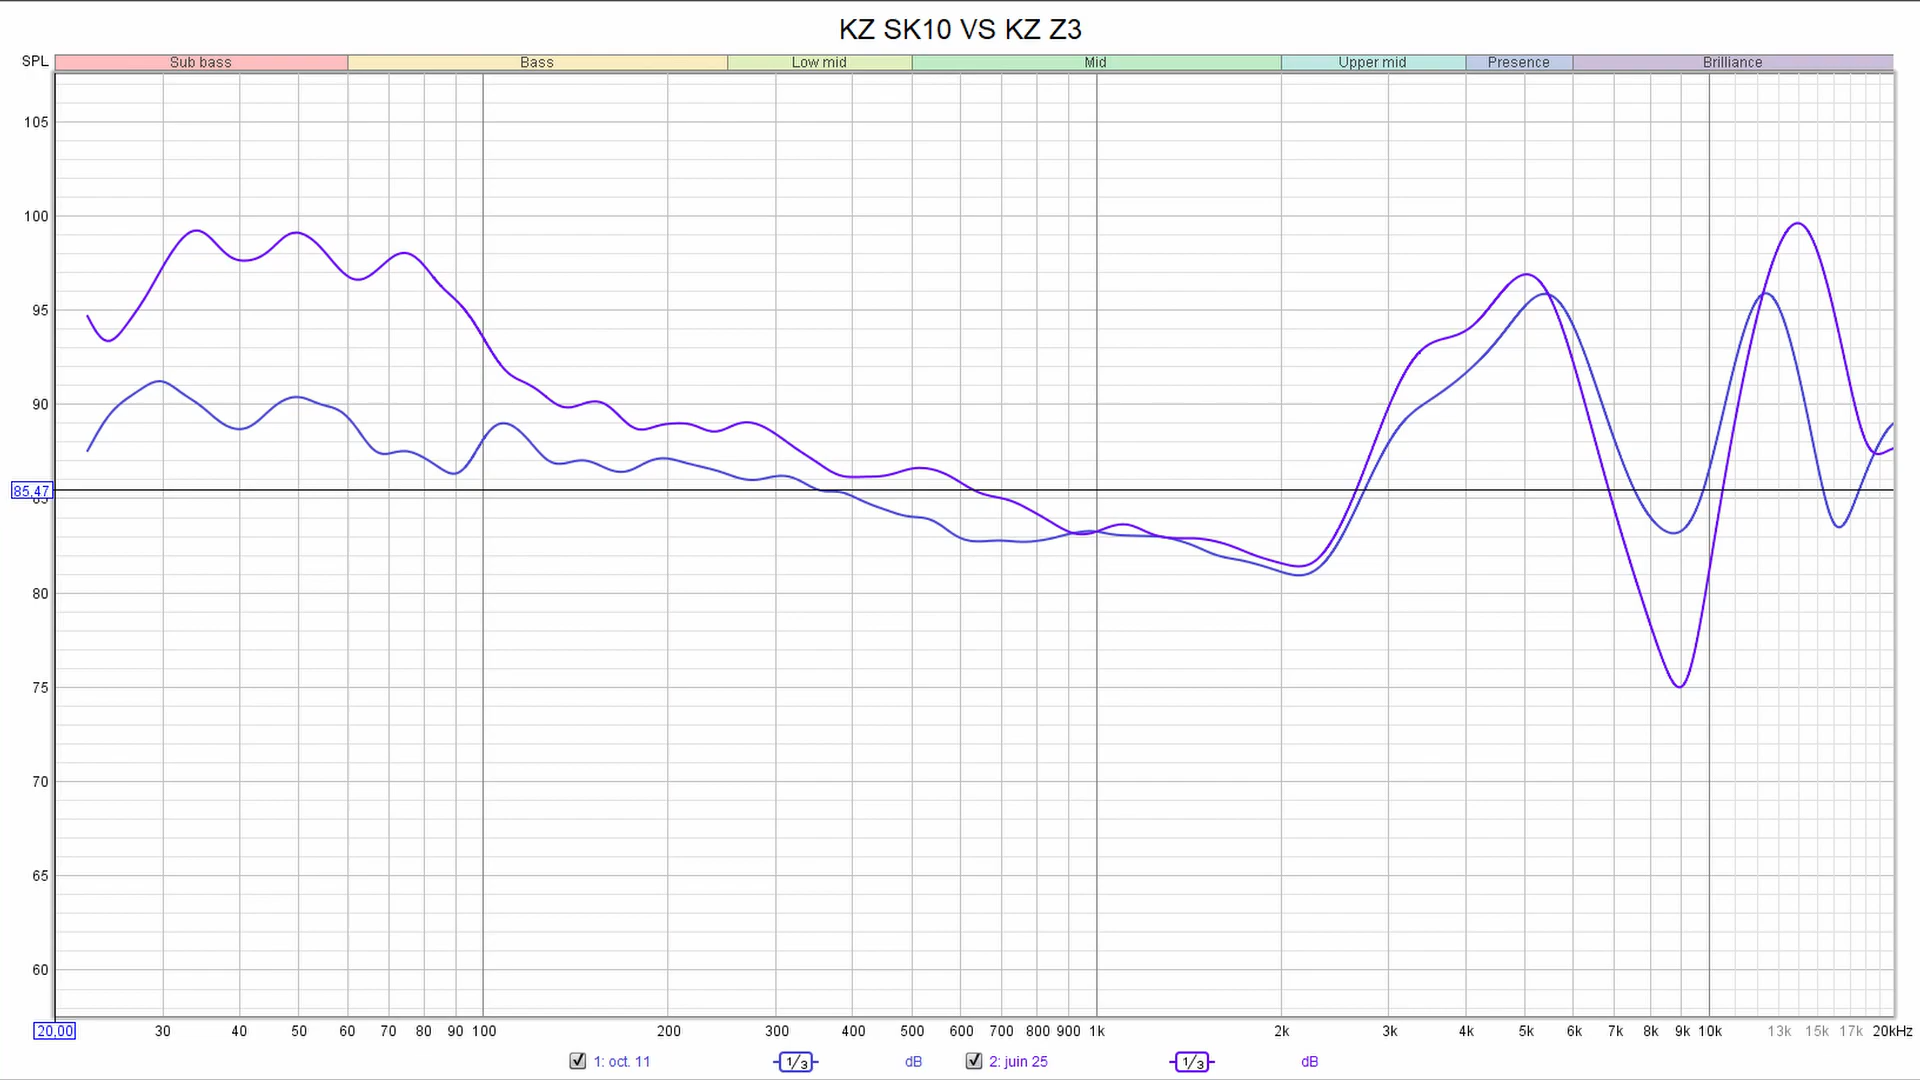 KZ SK10 VS KZ Z3
SPL Sub bass Bass Low mid Mid Upper mid Presence Brilliance
105
100
95
90
85,47
85
80
75
70
65
60
20,00 30 40 50 60 70 80 90 100 200 300 400 500 600 700 800 900 1k 2k 3k 4k 5k 6k 7k 8k 9k 10k 13k 15k 17k 20kHz
1: oct. 11 1/3 dB 2: juin 25 1/3 dB